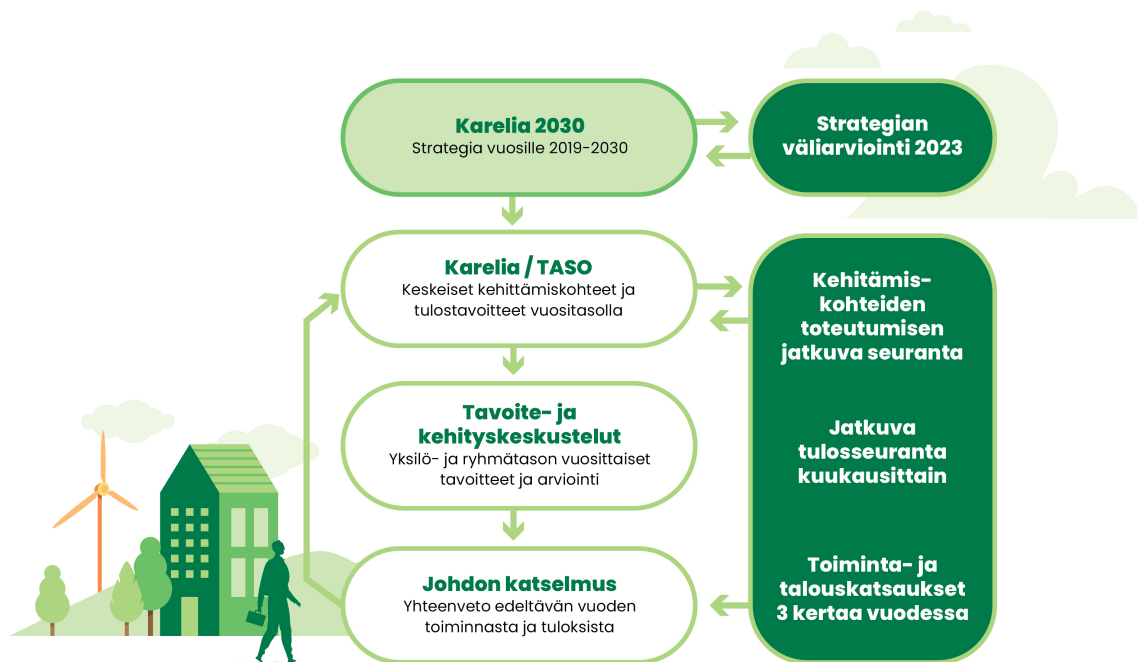 Karelia 2030
Strategia vuosille 2019-2030
Strategian
väliarviointi 2023
Karelia / TASO
Keskeiset kehittämiskohteet ja
tulostavoitteet vuositasolla
Kehitämis-
kohteiden
toteutumisen
jatkuva seuranta
Tavoite- ja
kehityskeskustelut
Yksilö- ja ryhmätason vuosittaiset
tavoitteet ja arviointi
Jatkuva
tulosseuranta
kuukausittain
Johdon katselmus
Yhteenveto edeltävän vuoden
toiminnasta ja tuloksista
Toiminta- ja
talouskatsaukset
3 kertaa vuodessa